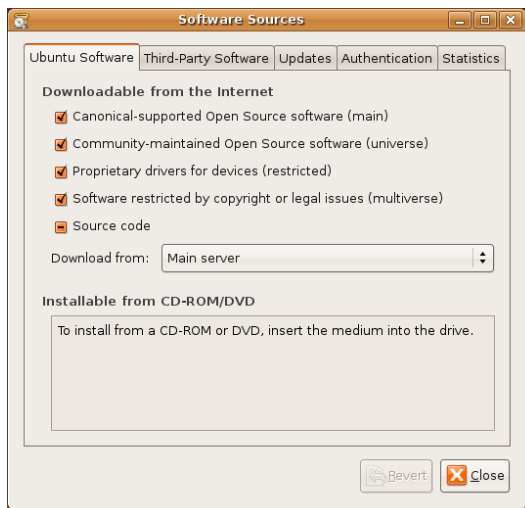 Software Sources
Ubuntu Software Third-Party Software Updates Authentication Statistics
Downloadable from the Internet
Canonical-supported Open Source software (main)
Community-maintained Open Source software (universe)
Proprietary drivers for devices (restricted)
Software restricted by copyright or legal issues (multiverse)
Source code
Download from: Main server
Installable from CD-ROM/DVD
To install from a CD-ROM or DVD, insert the medium into the drive.
Revert Close